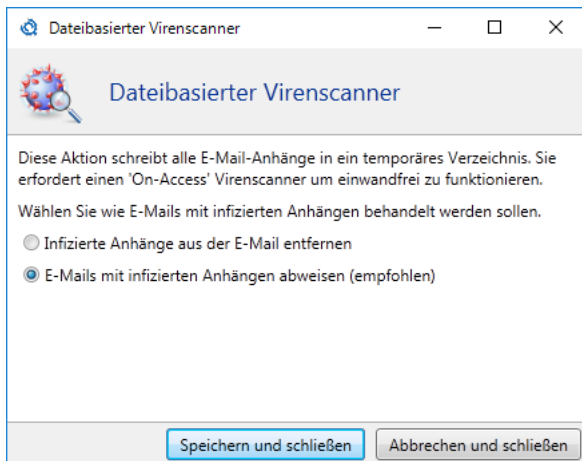 Dateibasierter Virenscanner
Dateibasierter Virenscanner
Diese Aktion schreibt alle E-Mail-Anhänge in ein temporäres Verzeichnis. Sie
erfordert einen 'On-Access' Virenscanner um einwandfrei zu funktionieren.
Wählen Sie wie E-Mails mit infizierten Anhängen behandelt werden sollen.
Infizierte Anhänge aus der E-Mail entfernen
E-Mails mit infizierten Anhängen abweisen (empfohlen)
Speichern und schließen
Abbrechen und schließen